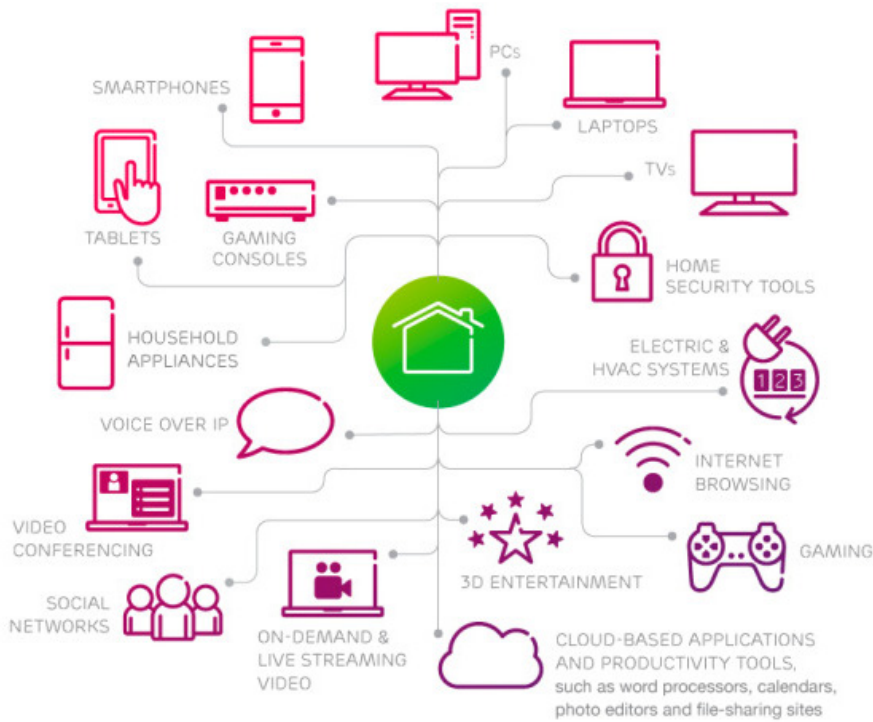 SMARTPHONES
PCs
LAPTOPS
TVs
TABLETS
GAMING
CONSOLES
HOME
SECURITY TOOLS
HOUSEHOLD
APPLIANCES
ELECTRIC &
HVAC SYSTEMS
123
VOICE OVER IP
INTERNET
BROWSING
VIDEO
CONFERENCING
GAMING
3D ENTERTAINMENT
SOCIAL
NETWORKS
ON-DEMAND &
LIVE STREAMING
VIDEO
CLOUD-BASED APPLICATIONS
AND PRODUCTIVITY TOOLS,
such as word processors, calendars,
photo editors and file-sharing sites